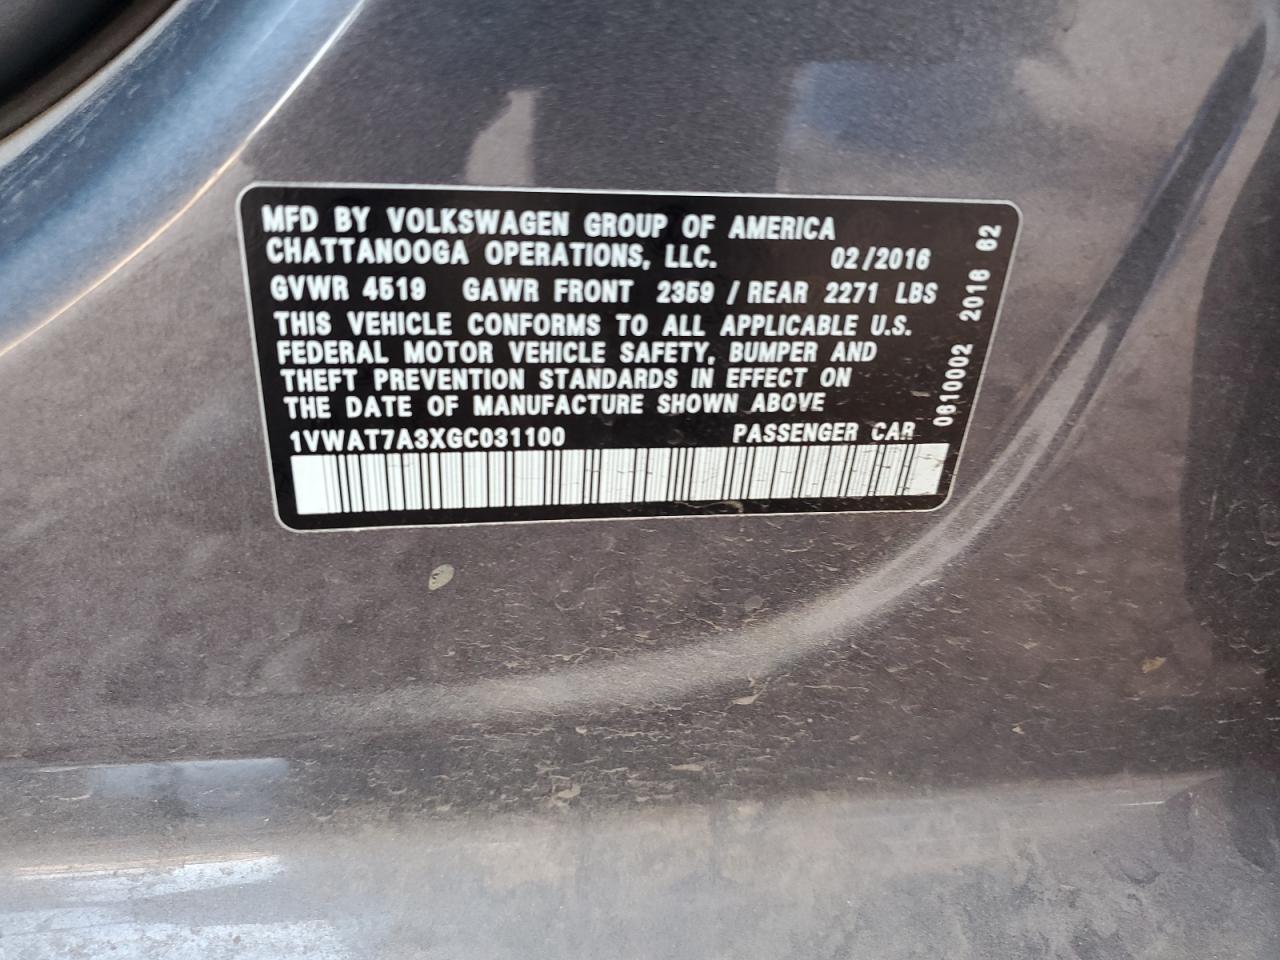 MFD BY VOLKSWAGEN GROUP OF AMERICA
CHATTANOOGA OPERATIONS, LLC. 02/2016
GVWR 4519 GAWR FRONT 2359 / REAR 2271 LBS
THIS VEHICLE CONFORMS TO ALL APPLICABLE U.S.
FEDERAL MOTOR VEHICLE SAFETY, BUMPER AND
THEFT PREVENTION STANDARDS IN EFFECT ON
THE DATE OF MANUFACTURE SHOWN ABOVE
1VWAT7A3XGC031100 PASSENGER CAR
0610002 2016 62